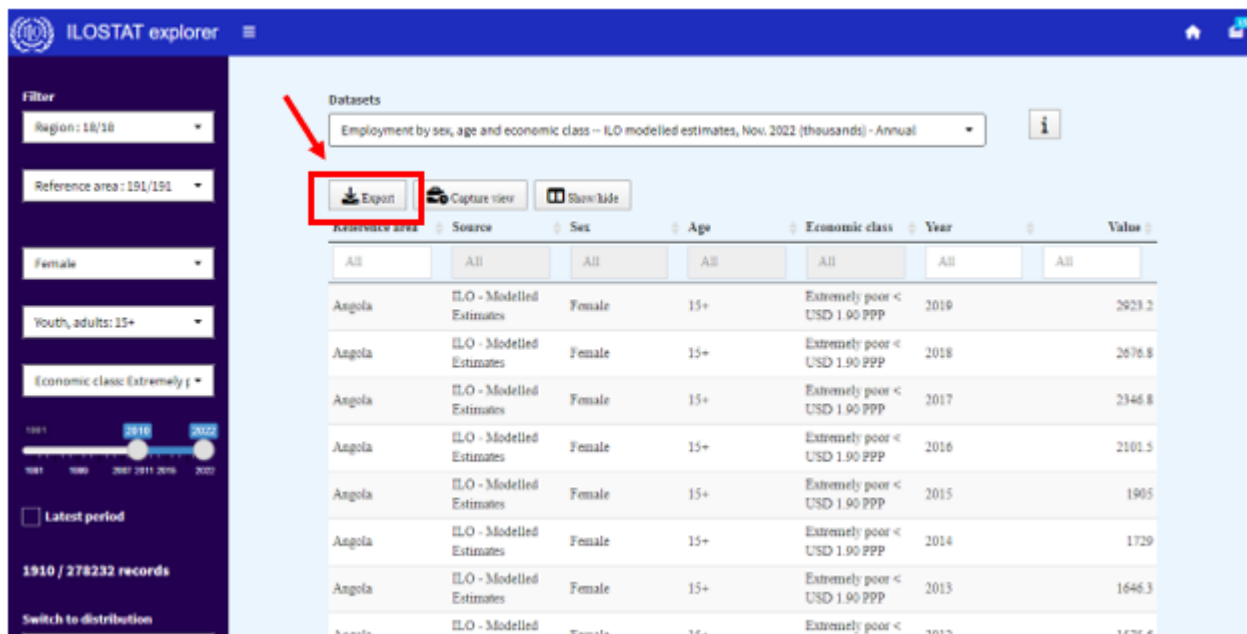 ILOSTAT explorer
Filter
Region : 18/18
Reference area : 191/191
Female
Youth, adults: 15+
Economic class: Extremely p
2010 2022
1981 2007 2011 2022
Latest period
1910 / 278232 records
Switch to distribution
Datasets
Employment by sex, age and economic class -- ILO modelled estimates, Nov. 2022 (thousands) - Annual
i
Export Capture view Show/hide
Reference area Source Sex Age Economic class Year Value
All All All All All All All
Angola ILO - Modelled Estimates Female 15+ Extremely poor < USD 1.90 PPP 2019 2923.2
Angola ILO - Modelled Estimates Female 15+ Extremely poor < USD 1.90 PPP 2018 2676.8
Angola ILO - Modelled Estimates Female 15+ Extremely poor < USD 1.90 PPP 2017 2346.8
Angola ILO - Modelled Estimates Female 15+ Extremely poor < USD 1.90 PPP 2016 2101.5
Angola ILO - Modelled Estimates Female 15+ Extremely poor < USD 1.90 PPP 2015 1905
Angola ILO - Modelled Estimates Female 15+ Extremely poor < USD 1.90 PPP 2014 1729
Angola ILO - Modelled Estimates Female 15+ Extremely poor < USD 1.90 PPP 2013 1646.3
ILO - Modelled Extremely poor <